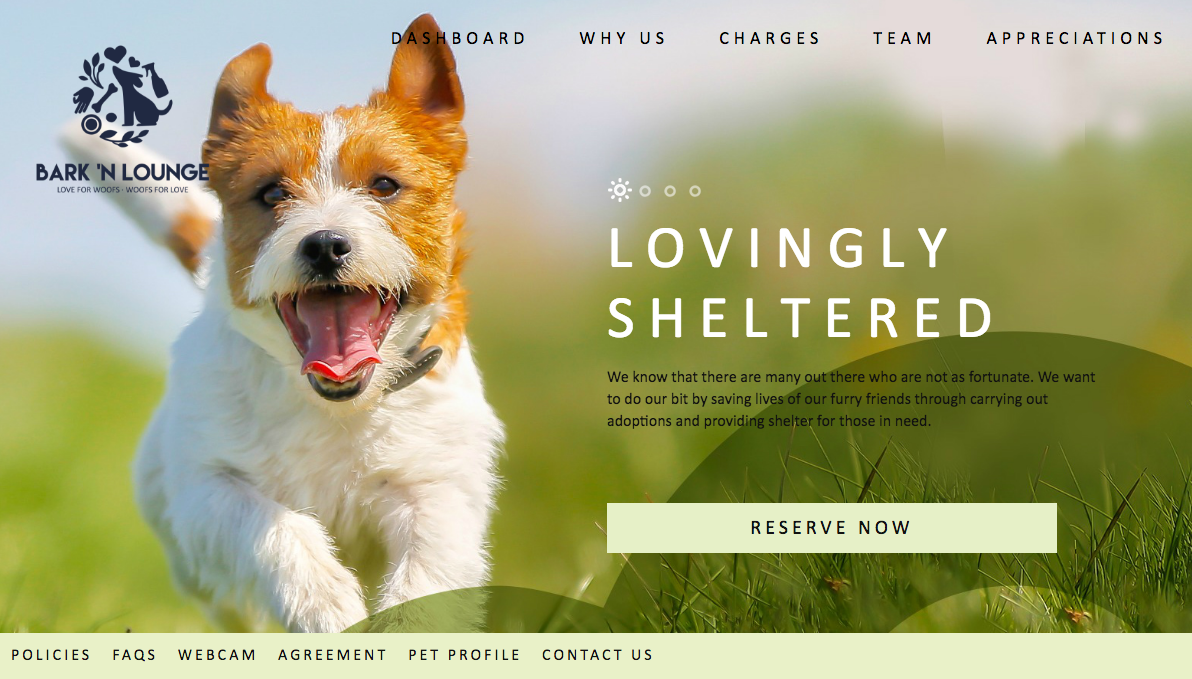 DASHBOARD WHY US CHARGES TEAM APPRECIATIONS
BARK 'N LOUNGE
LOVE FOR WOOFS · WOOFS FOR LOVE
LOVINGLY
SHELTERED
We know that there are many out there who are not as fortunate. We want
to do our bit by saving lives of our furry friends through carrying out
adoptions and providing shelter for those in need.
RESERVE NOW
POLICIES FAQS WEBCAM AGREEMENT PET PROFILE CONTACT US